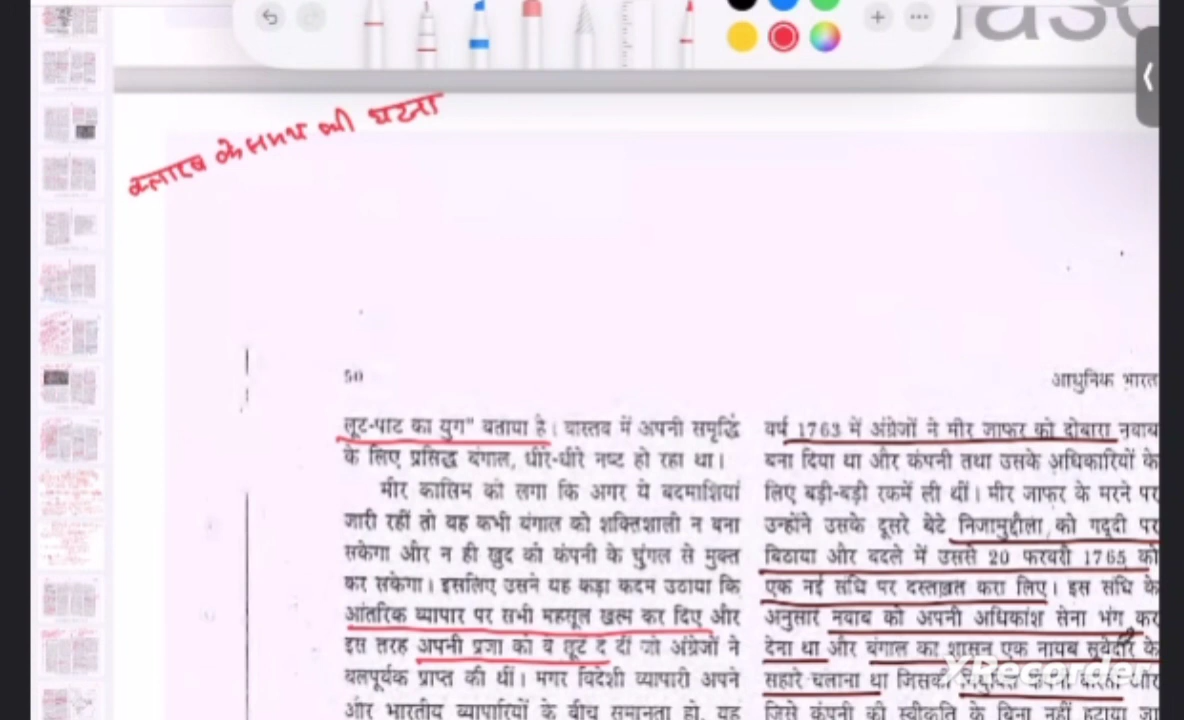 क्लाइव के समय की घटना
50
आधुनिक भारत
लूट-पाट का युग" बताया है। वास्तव में अपनी समृद्धि
के लिए प्रसिद्ध बंगाल, धीरे-धीरे नष्ट हो रहा था।
मीर कासिम को लगा कि अगर ये बदमाशियां
जारी रहीं तो वह कभी बंगाल को शक्तिशाली न बना
सकेगा और न ही खुद को कंपनी के चुंगल से मुक्त
कर सकेगा। इसलिए उसने यह कड़ा कदम उठाया कि
आंतरिक व्यापार पर सभी महसूल खत्म कर दिए और
इस तरह अपनी प्रजा को वे छूट दे दीं जो अंग्रेजों ने
बलपूर्वक प्राप्त की थीं। मगर विदेशी व्यापारी अपने
और भारतीय व्यापारियों के बीच समानता हो, यह
वर्ष 1763 में अंग्रेजों ने मीर जाफर को दोबारा नवाब
बना दिया था और कंपनी तथा उसके अधिकारियों के
लिए बड़ी-बड़ी रकमें ली थीं। मीर जाफर के मरने पर
उन्होंने उसके दूसरे बेटे निजामुद्दौला को गद्दी पर
बिठाया और बदले में उससे 20 फरवरी 1765 को
एक नई संधि पर दस्तख़त करा लिए। इस संधि के
अनुसार नवाब को अपनी अधिकांश सेना भंग कर
देना था और बंगाल का शासन एक नायब सूबेदार के
सहारे चलाना था जिसकी
जिसे कंपनी की स्वीकृति के बिना नहीं हटाया जा
XRecorder